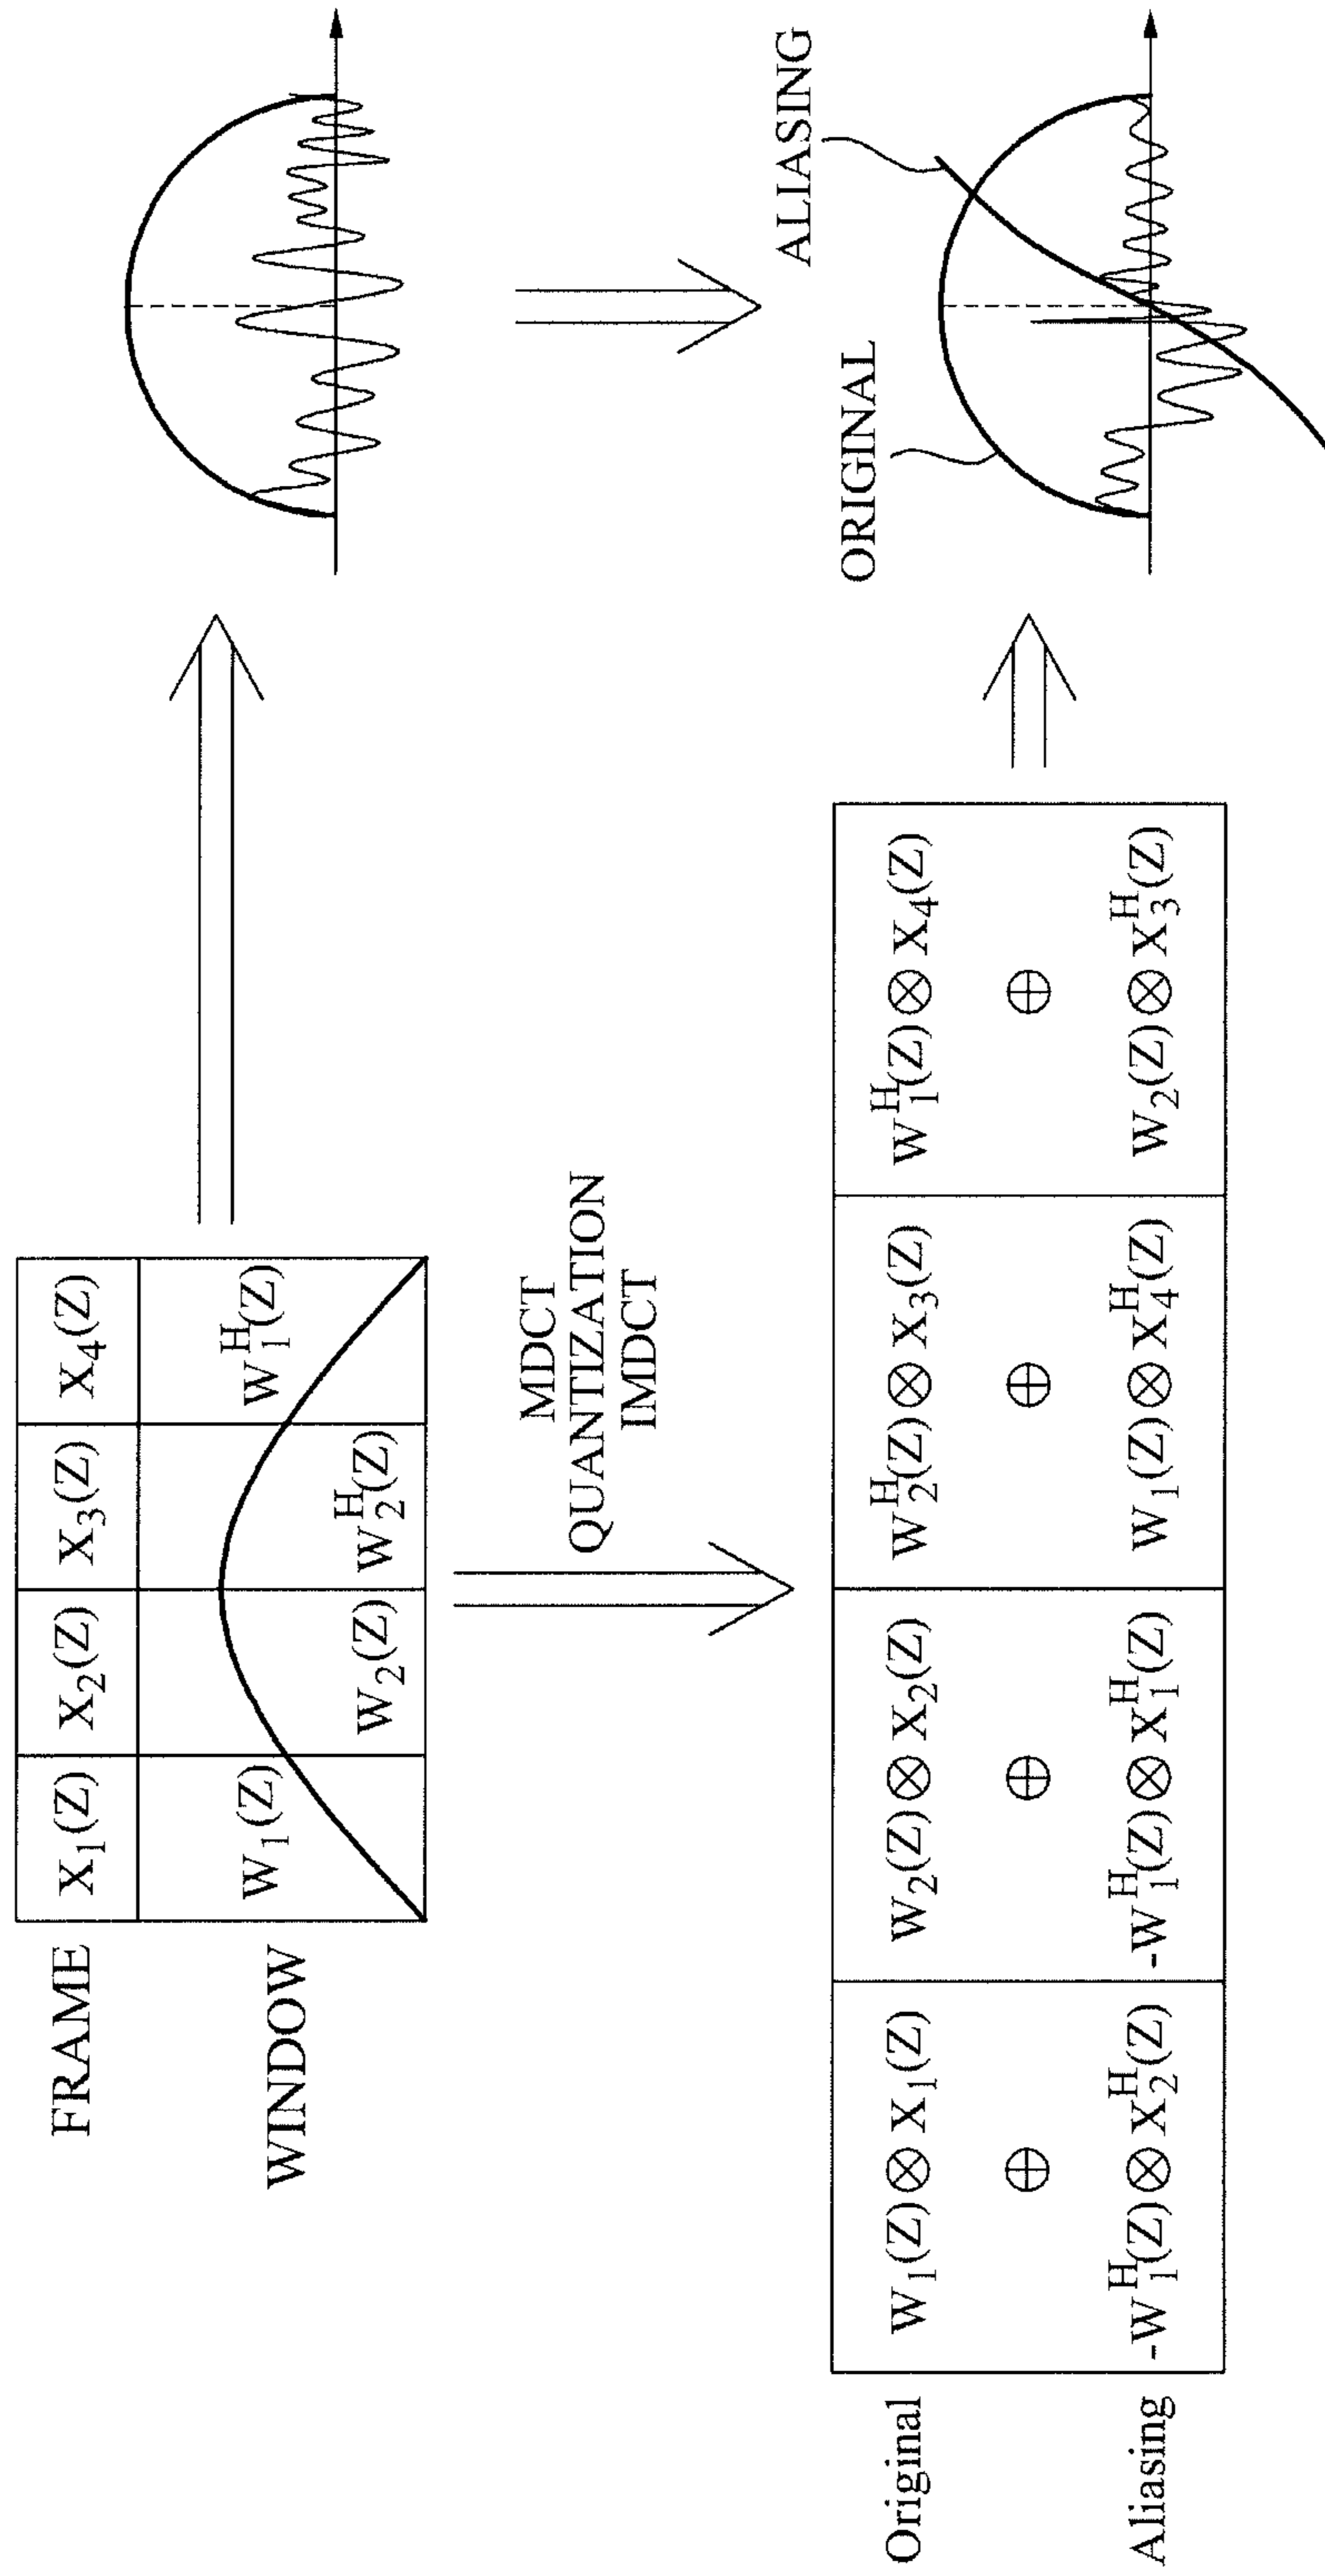 FRAME
X₁(Z) X₂(Z) X₃(Z) X₄(Z)
WINDOW
W₁(Z) W₂(Z) W₂ᴴ(Z) W₁ᴴ(Z)
MDCT
QUANTIZATION
IMDCT
ORIGINAL
ALIASING
Original
W₁(Z)⊗X₁(Z) W₂(Z)⊗X₂(Z) W₂ᴴ(Z)⊗X₃(Z) W₁ᴴ(Z)⊗X₄(Z)
⊕ ⊕ ⊕ ⊕
Aliasing
-W₁ᴴ(Z)⊗X₂ᴴ(Z) -W₁ᴴ(Z)⊗X₁ᴴ(Z) W₁(Z)⊗X₄ᴴ(Z) W₂(Z)⊗X₃ᴴ(Z)